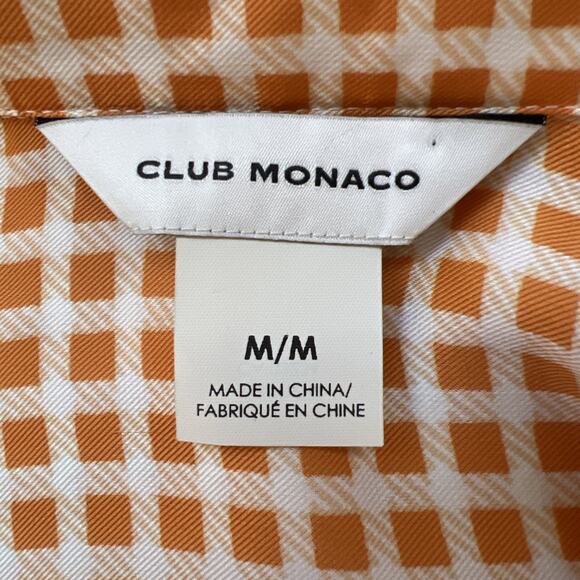 CLUB MONACO
M/M
MADE IN CHINA/
FABRIQUÉ EN CHINE